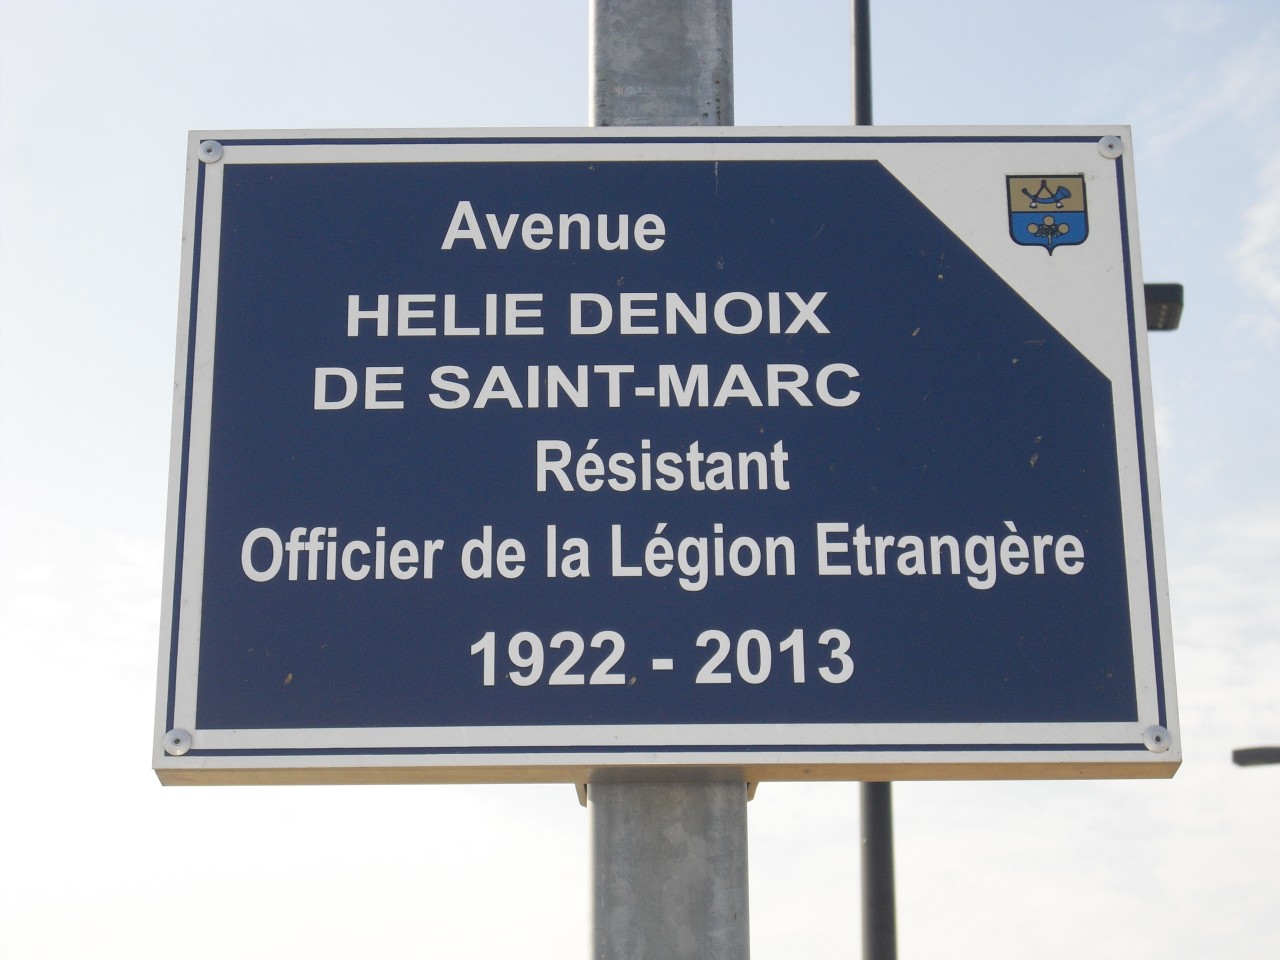 Avenue
HELIE DENOIX
DE SAINT-MARC
Résistant
Officier de la Légion Etrangère
1922 - 2013